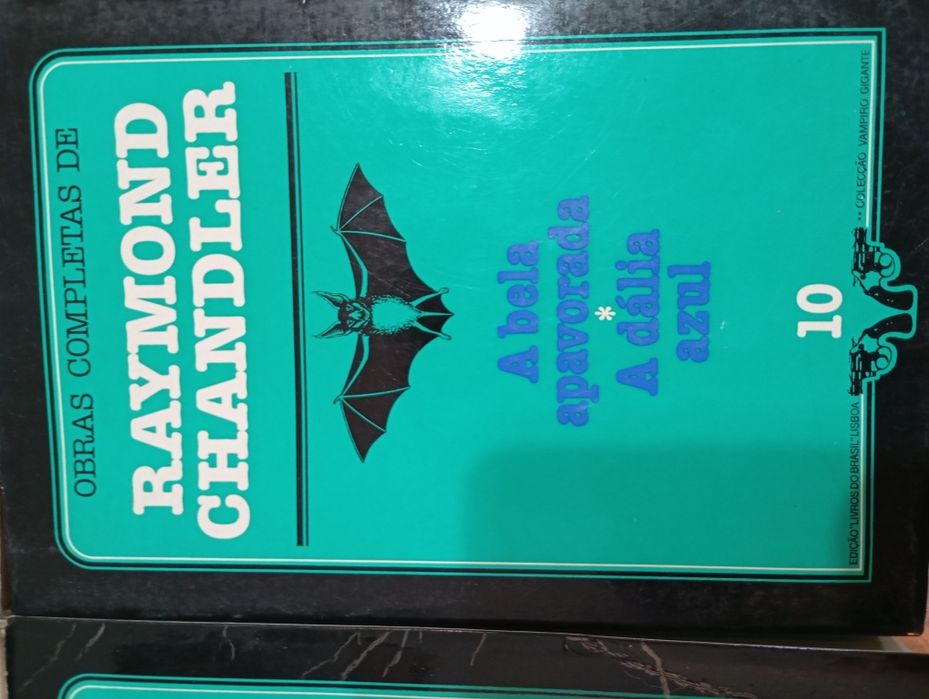 OBRAS COMPLETAS DE
RAYMOND
CHANDLER
A bela
apavorada
*
A dália
azul
10
EDIÇÃO "LIVROS DO BRASIL" LISBOA ** COLECÇÃO VAMPIRO GIGANTE